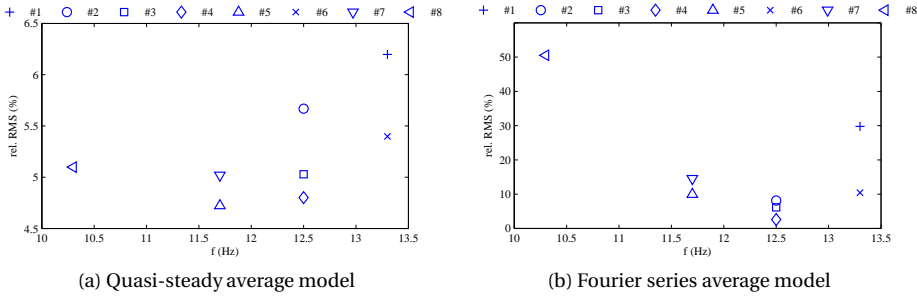 #1 #2 #3 #4 #5 #6 #7 #8
6.5
6
5.5
5
4.5
rel. RMS (%)
10 10.5 11 11.5 12 12.5 13 13.5
f (Hz)
(a) Quasi-steady average model
#1 #2 #3 #4 #5 #6 #7 #8
50
40
30
20
10
0
rel. RMS (%)
10 10.5 11 11.5 12 12.5 13 13.5
f (Hz)
(b) Fourier series average model